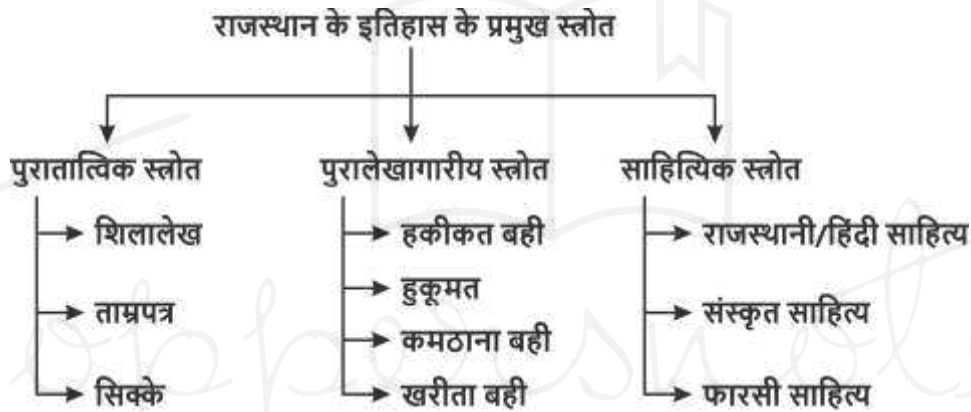 राजस्थान के इतिहास के प्रमुख स्त्रोत
पुरातात्विक स्त्रोत
शिलालेख
ताम्रपत्र
सिक्के
पुरालेखागारीय स्त्रोत
हकीकत बही
हुकूमत
कमठाना बही
खरीता बही
साहित्यिक स्त्रोत
राजस्थानी/हिंदी साहित्य
संस्कृत साहित्य
फारसी साहित्य